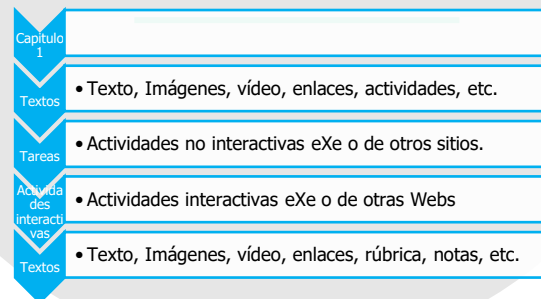 Capitulo
1
Textos
• Texto, Imágenes, vídeo, enlaces, actividades, etc.
Tareas
• Actividades no interactivas eXe o de otros sitios.
Activida
des
interacti
vas
• Actividades interactivas eXe o de otras Webs
Textos
• Texto, Imágenes, vídeo, enlaces, rúbrica, notas, etc.